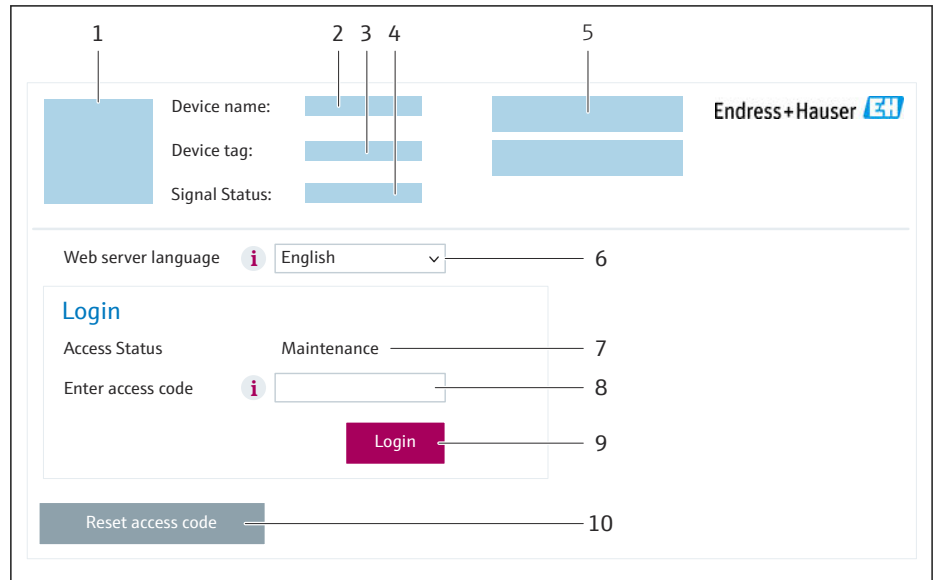 1 2 3 4 5
Device name:
Endress+Hauser EH
Device tag:
Signal Status:
Web server language i English 6
Login
Access Status Maintenance 7
Enter access code i 8
Login 9
Reset access code 10